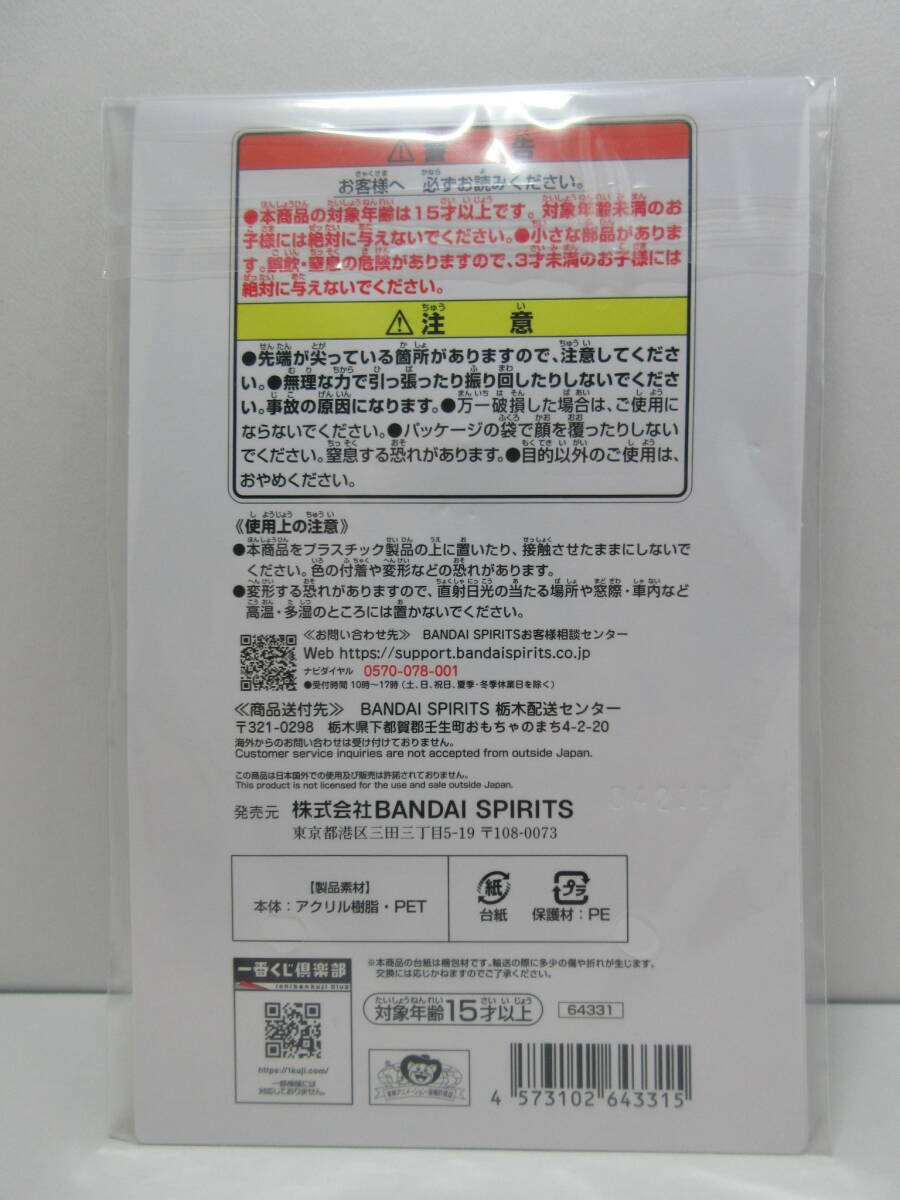 ⚠警告
お客様へ 必ずお読みください。
●本商品の対象年齢は15才以上です。対象年齢未満のお
子様には絶対に与えないでください。●小さな部品がありま
す。誤飲・窒息の危険がありますので、3才未満のお子様には
絶対に与えないでください。
⚠注意
●先端が尖っている箇所がありますので、注意してくださ
い。●無理な力で引っ張ったり振り回したりしないでくださ
い。事故の原因になります。●万一破損した場合は、ご使用に
ならないでください。●パッケージの袋で顔を覆ったりしない
でください。窒息する恐れがあります。●目的以外のご使用は、
おやめください。
《使用上の注意》
●本商品をプラスチック製品の上に置いたり、接触させたままにしないで
ください。色の付着や変形などの恐れがあります。
●変形する恐れがありますので、直射日光の当たる場所や窓際・車内など
高温・多湿のところには置かないでください。
≪お問い合わせ先≫ BANDAI SPIRITSお客様相談センター
Web https://support.bandaispirits.co.jp
ナビダイヤル 0570-078-001
●受付時間 10時〜17時(土、日、祝日、夏季・冬季休業日を除く)
≪商品送付先≫ BANDAI SPIRITS 栃木配送センター
〒321-0298 栃木県下都賀郡壬生町おもちゃのまち4-2-20
海外からのお問い合わせは受け付けておりません。
Customer service inquiries are not accepted from outside Japan.
この商品は日本国外での使用及び販売は許諾されておりません。
This product is not licensed for the use and sale outside Japan.
発売元 株式会社BANDAI SPIRITS
東京都港区三田三丁目5-19 〒108-0073
【製品素材】
本体：アクリル樹脂・PET
紙
台紙
プラ
保護材：PE
一番くじ倶楽部
ichibankuji Club
https://1kuji.com/
一部機種には
対応しておりません。
※本商品の台紙は梱包材です。輸送の際に多少の傷や折れが生じます。
交換には応じかねますのでご了承ください。
対象年齢15才以上
64331
4 573102 643315